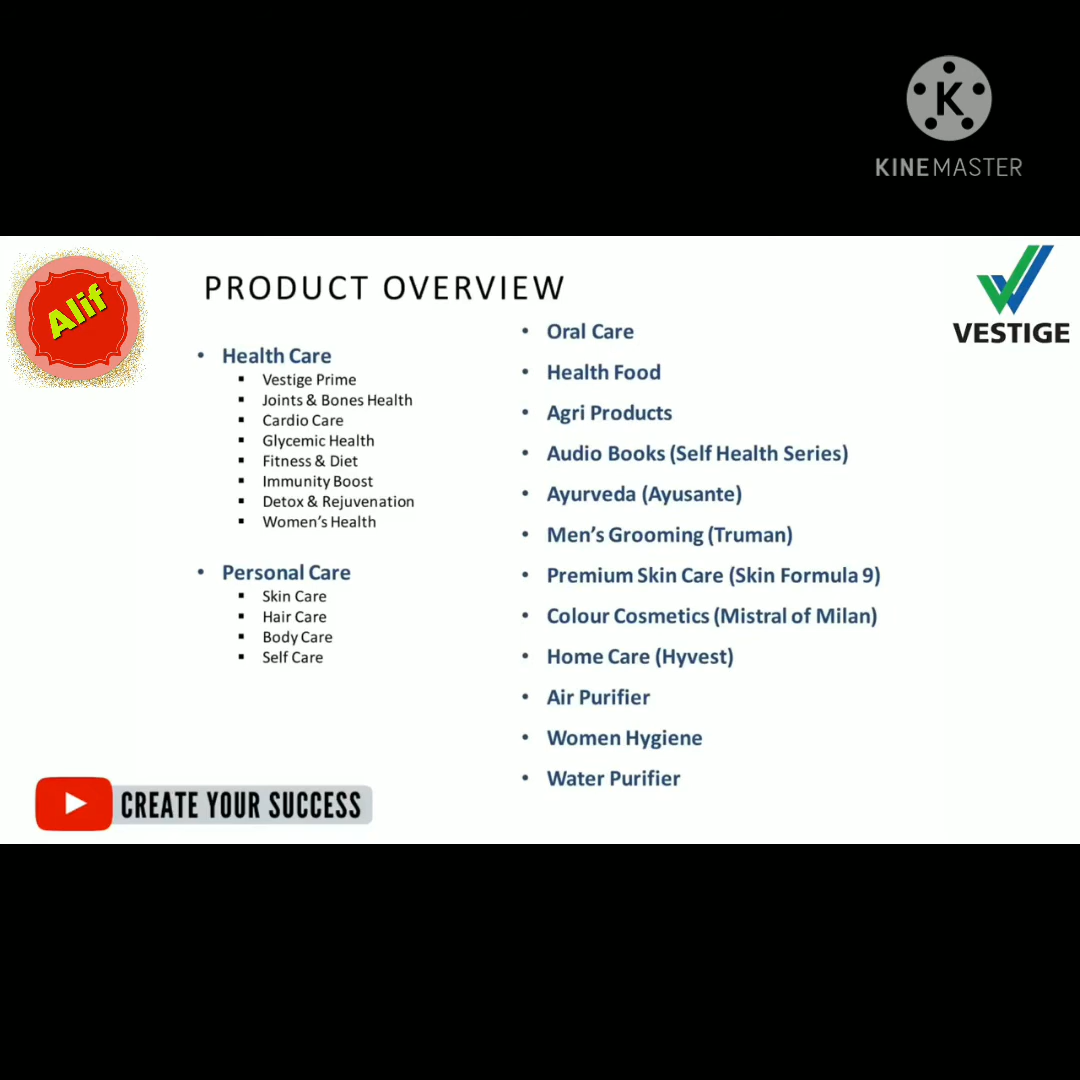 K
KINEMASTER
Alif
PRODUCT OVERVIEW
VESTIGE
• Health Care
▪ Vestige Prime
▪ Joints & Bones Health
▪ Cardio Care
▪ Glycemic Health
▪ Fitness & Diet
▪ Immunity Boost
▪ Detox & Rejuvenation
▪ Women’s Health
• Personal Care
▪ Skin Care
▪ Hair Care
▪ Body Care
▪ Self Care
• Oral Care
• Health Food
• Agri Products
• Audio Books (Self Health Series)
• Ayurveda (Ayusante)
• Men’s Grooming (Truman)
• Premium Skin Care (Skin Formula 9)
• Colour Cosmetics (Mistral of Milan)
• Home Care (Hyvest)
• Air Purifier
• Women Hygiene
• Water Purifier
CREATE YOUR SUCCESS